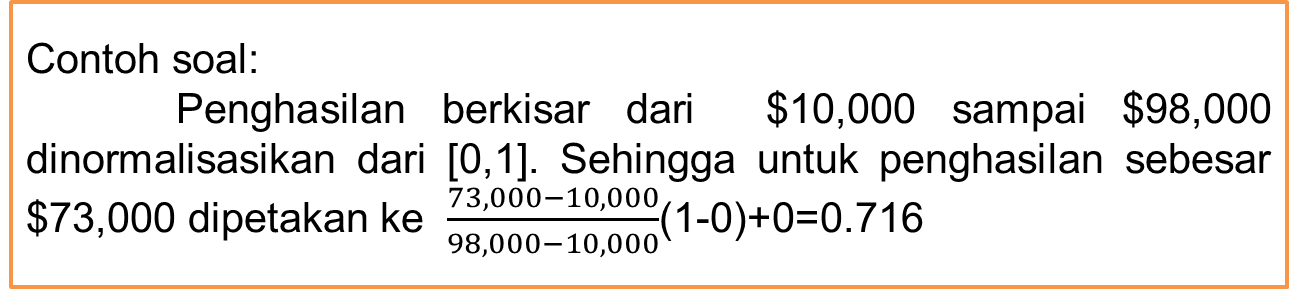 Contoh soal:
Penghasilan berkisar dari $10,000 sampai $98,000
dinormalisasikan dari [0,1]. Sehingga untuk penghasilan sebesar
$73,000 dipetakan ke \frac{73,000−10,000}{98,000−10,000}(1-0)+0=0.716